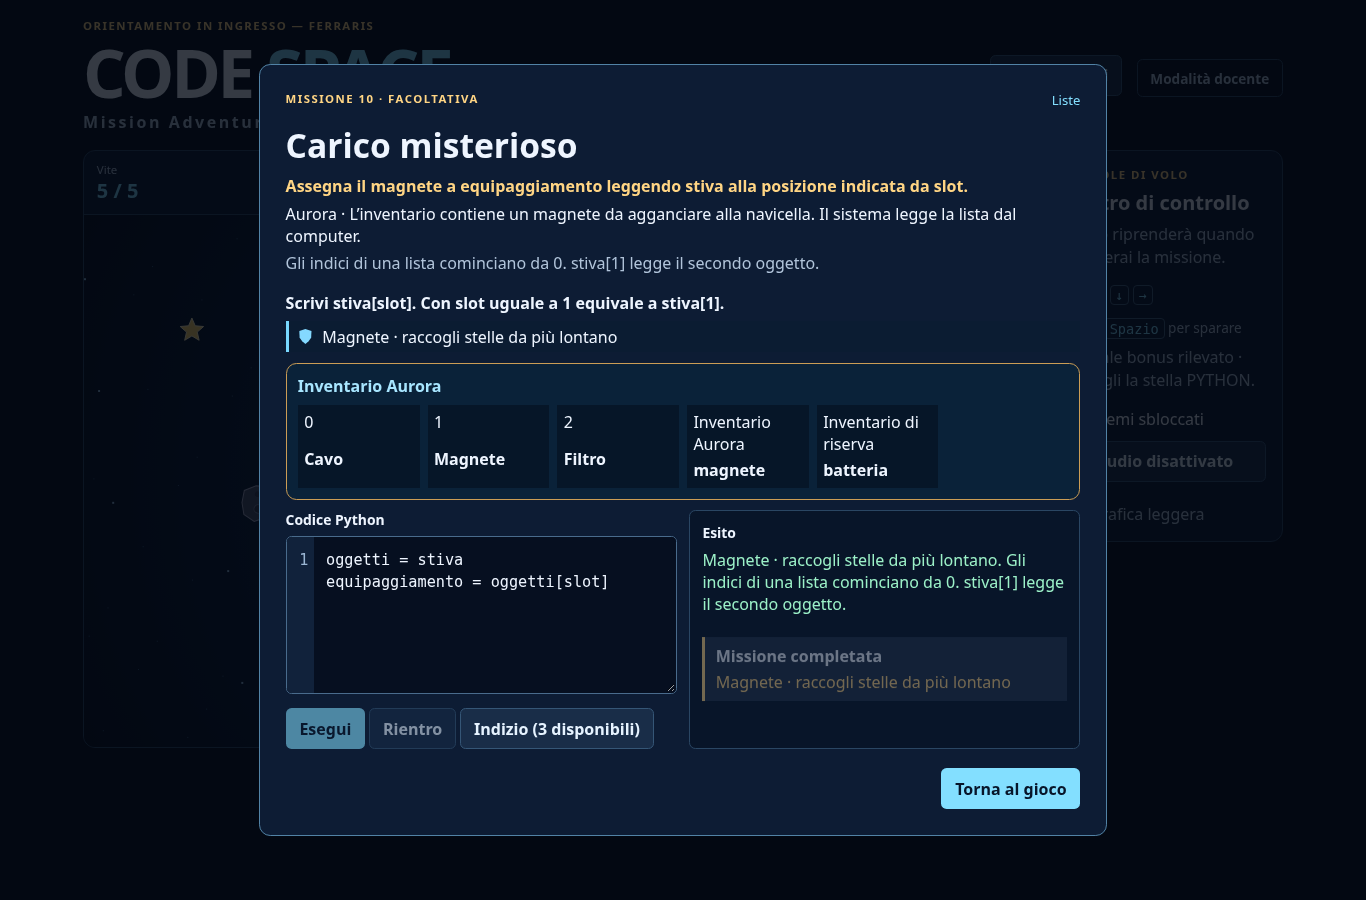 ORIENTAMENTO IN INGRESSO — FERRARIS
CODE SPACE
Mission Adventur
Modalità docente
Vite
5 / 5
MISSIONE 10 · FACOLTATIVA
Liste
Carico misterioso
Assegna il magnete a equipaggiamento leggendo stiva alla posizione indicata da slot.
Aurora · L’inventario contiene un magnete da agganciare alla navicella. Il sistema legge la lista dal
computer.
Gli indici di una lista cominciano da 0. stiva[1] legge il secondo oggetto.
Scrivi stiva[slot]. Con slot uguale a 1 equivale a stiva[1].
Magnete · raccogli stelle da più lontano
Inventario Aurora
0
Cavo
1
Magnete
2
Filtro
Inventario
Aurora
magnete
Inventario di
riserva
batteria
Codice Python
1
oggetti = stiva
equipaggiamento = oggetti[slot]
Esegui
Rientro
Indizio (3 disponibili)
Esito
Magnete · raccogli stelle da più lontano. Gli
indici di una lista cominciano da 0. stiva[1] legge
il secondo oggetto.
Missione completata
Magnete · raccogli stelle da più lontano
Torna al gioco
OLE DI VOLO
tro di controllo
riprenderà quando
erai la missione.
↓ →
Spazio per sparare
le bonus rilevato ·
gli la stella PYTHON.
emi sbloccati
udio disattivato
afica leggera